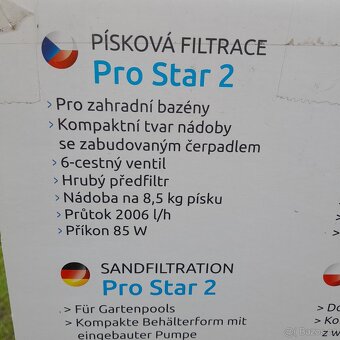 PÍSKOVÁ FILTRACE
Pro Star 2
> Pro zahradní bazény
> Kompaktní tvar nádoby
se zabudovaným čerpadlem
> 6-cestný ventil
> Hrubý předfiltr
> Nádoba na 8,5 kg písku
> Průtok 2006 l/h
> Příkon 85 W
SANDFILTRATION
Pro Star 2
> Für Gartenpools
> Kompakte Behälterform mit
eingebauter Pumpe
> Do
> Ko
z w